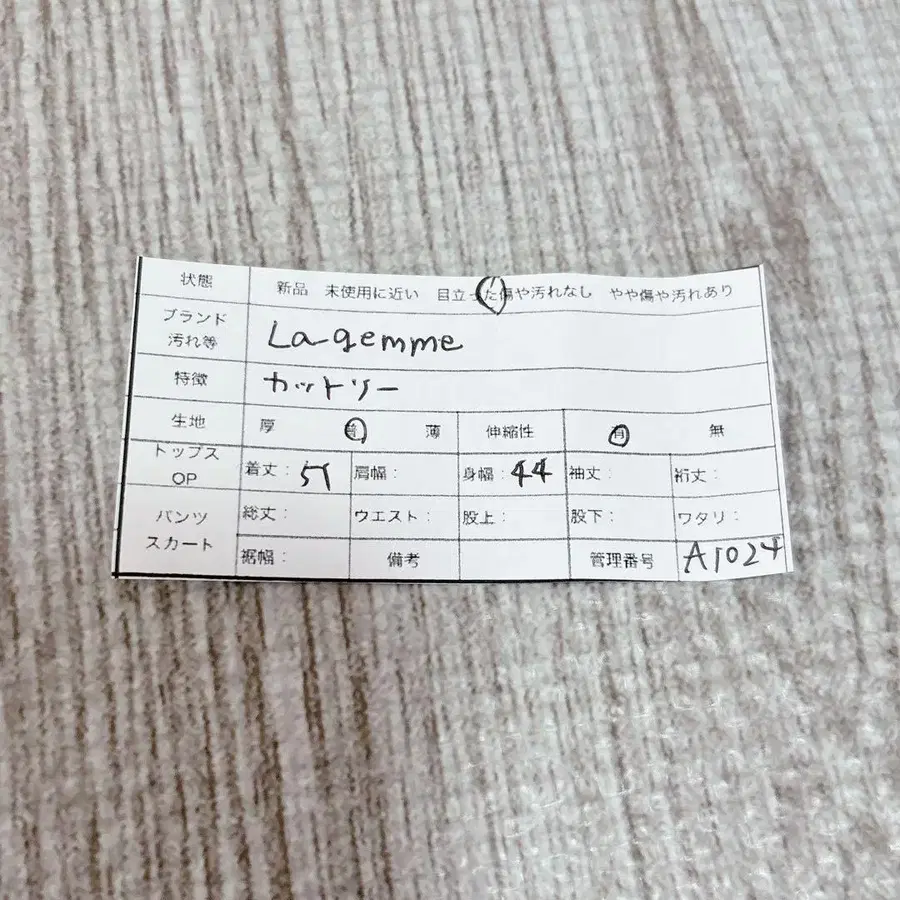 状態 新品 未使用に近い 目立った傷や汚れなし やや傷や汚れあり
ブランド 汚れ等 La gemme
特徴 カットソー
生地 厚 普 薄 伸縮性 有 無
トップス OP 着丈: 51 肩幅: 身幅: 44 袖丈: 裄丈:
パンツ スカート 総丈: ウエスト: 股上: 股下: ワタリ:
裾幅: 備考 管理番号 A1024